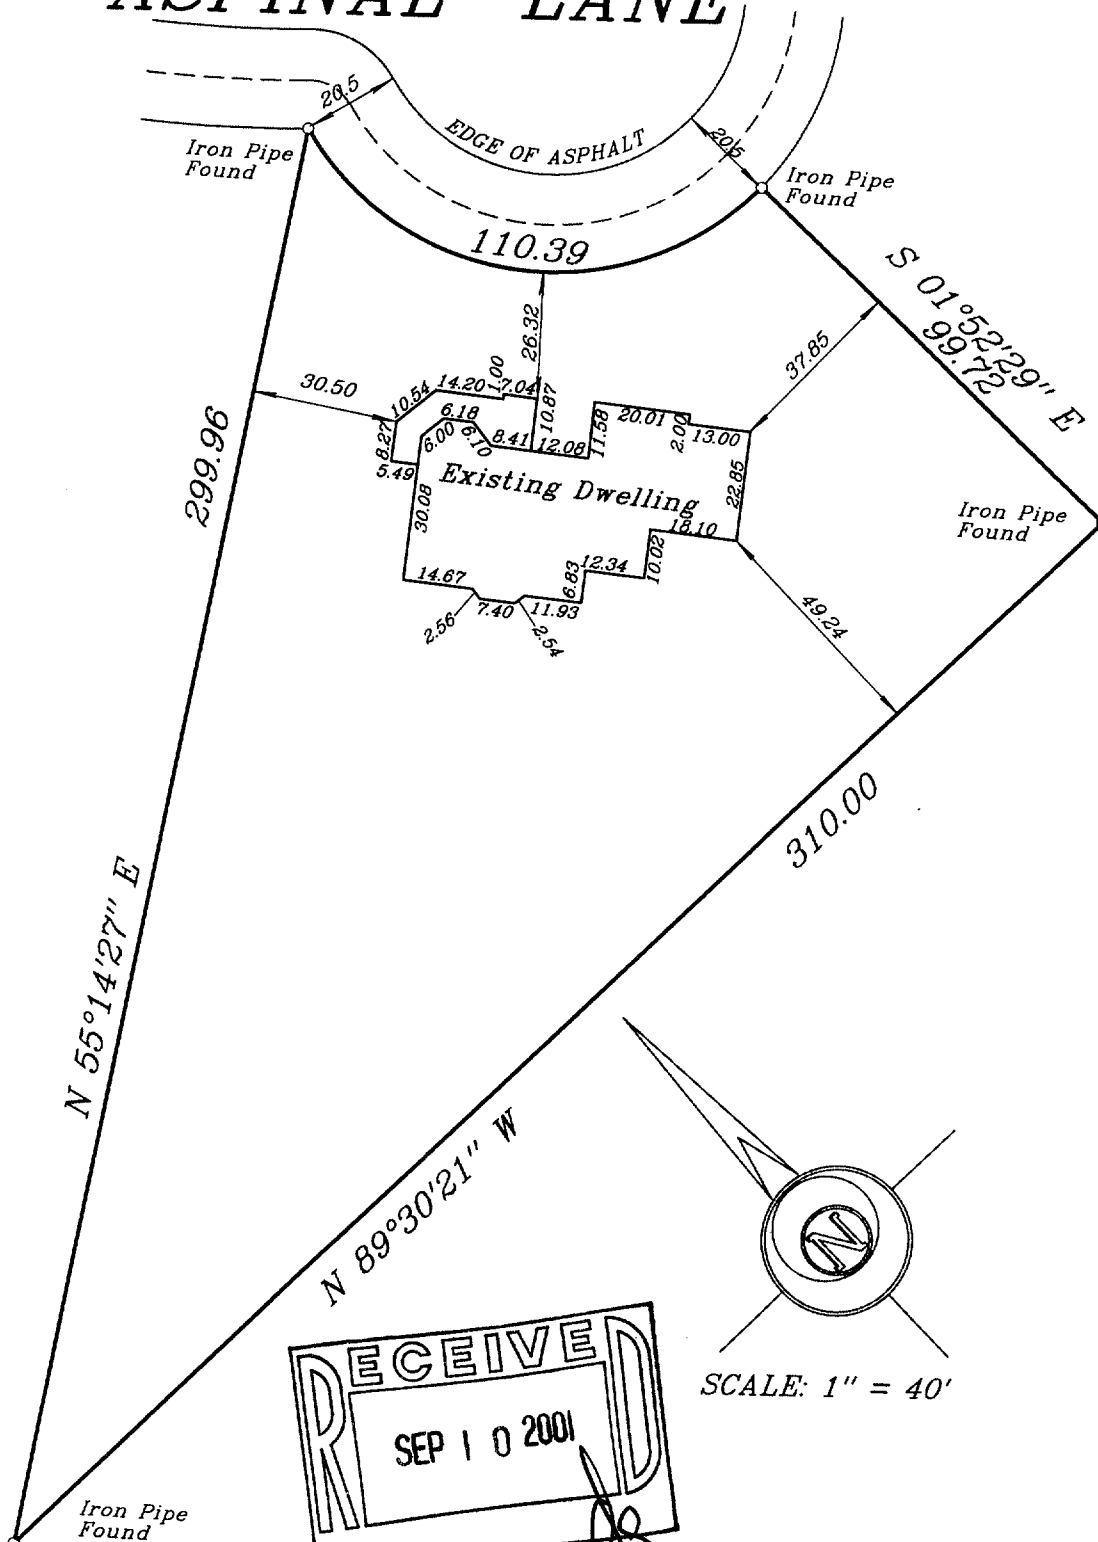 ASPINAL LANE
20.5
EDGE OF ASPHALT
20.5
Iron Pipe
Found
Iron Pipe
Found
110.39
S 01°52'29" E
99.72
26.32
37.85
30.50
10.54
14.20
1.00
7.04
10.87
11.58
20.01
2.00
13.00
8.27
6.00
6.18
6.10
8.41
12.08
5.49
Existing Dwelling
22.85
299.96
30.08
18.10
Iron Pipe
Found
14.67
6.83
12.34
10.02
2.56
7.40
11.93
2.54
49.24
310.00
N 55°14'27" E
N 89°30'21" W
N
SCALE: 1" = 40'
RECEIVED
SEP 10 2001
Iron Pipe
Found